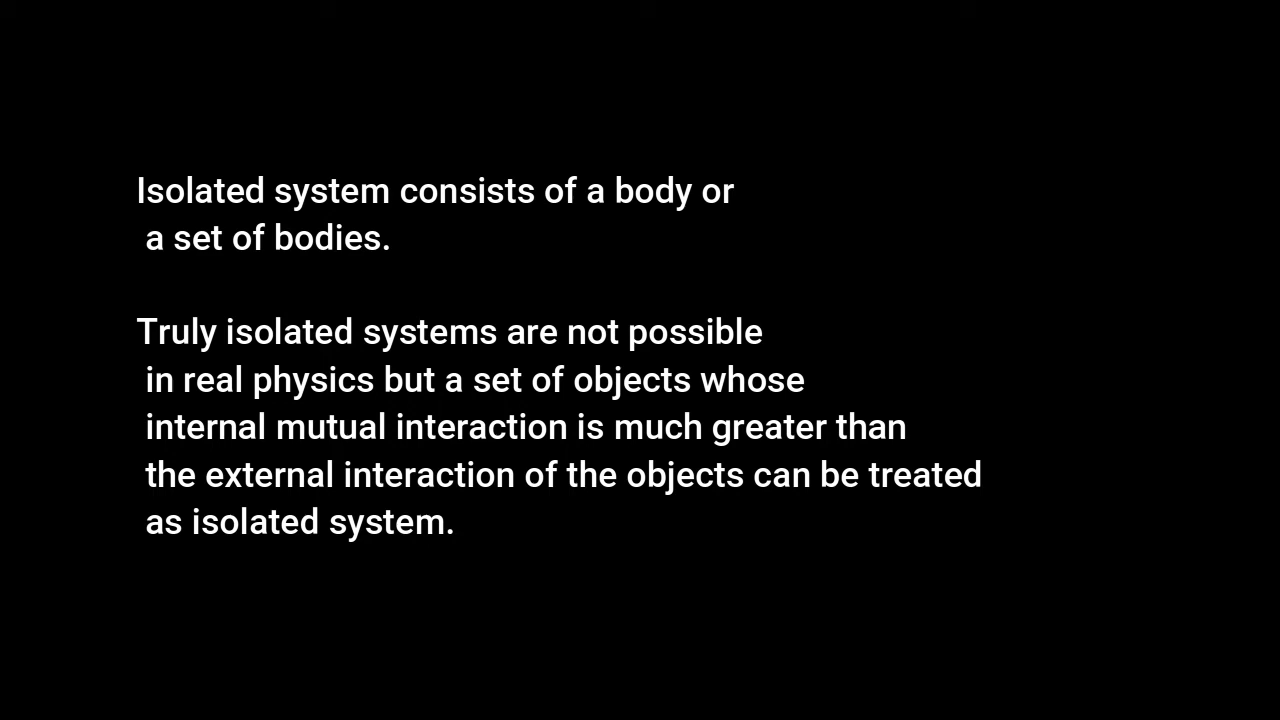 Isolated system consists of a body or
a set of bodies.
Truly isolated systems are not possible
in real physics but a set of objects whose
internal mutual interaction is much greater than
the external interaction of the objects can be treated
as isolated system.